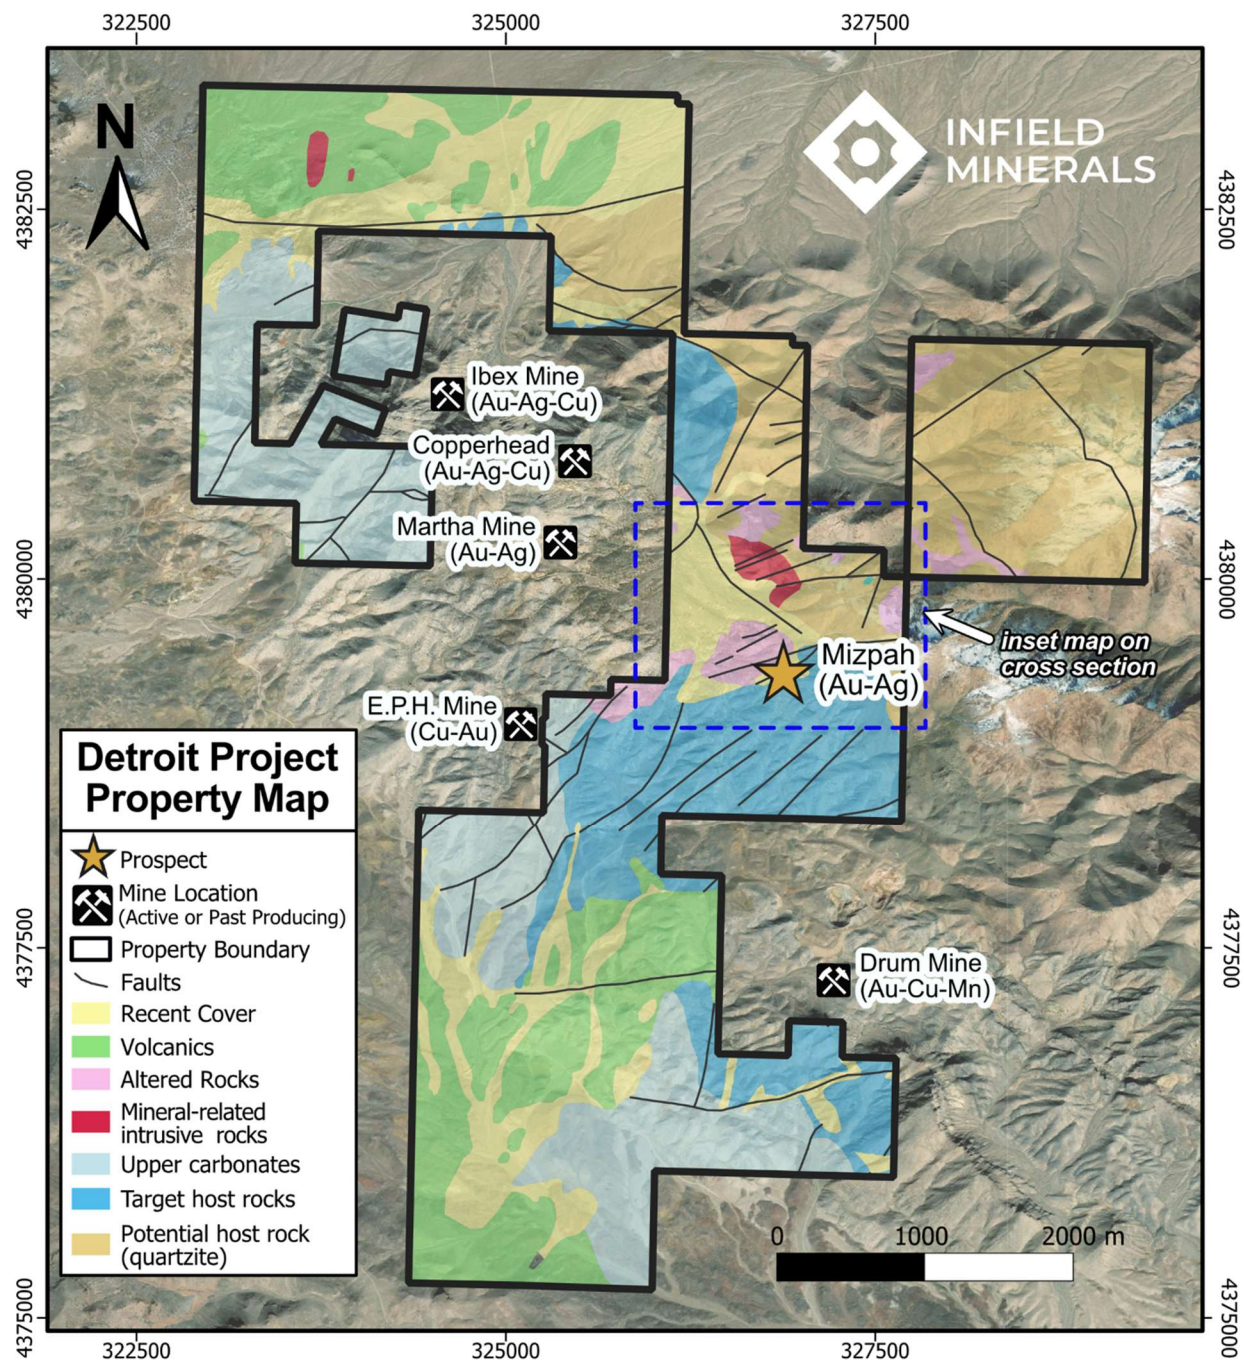 322500
325000
327500
N
INFIELD
MINERALS
4382500
4382500
Ibex Mine
(Au-Ag-Cu)
Copperhead
(Au-Ag-Cu)
Martha Mine
(Au-Ag)
4380000
4380000
inset map on
cross section
Mizpah
(Au-Ag)
E.P.H. Mine
(Cu-Au)
Detroit Project
Property Map
Prospect
Mine Location
(Active or Past Producing)
Property Boundary
Faults
Recent Cover
Volcanics
Altered Rocks
Mineral-related
intrusive rocks
Upper carbonates
Target host rocks
Potential host rock
(quartzite)
4377500
4377500
Drum Mine
(Au-Cu-Mn)
0 1000 2000 m
4375000
4375000
322500
325000
327500